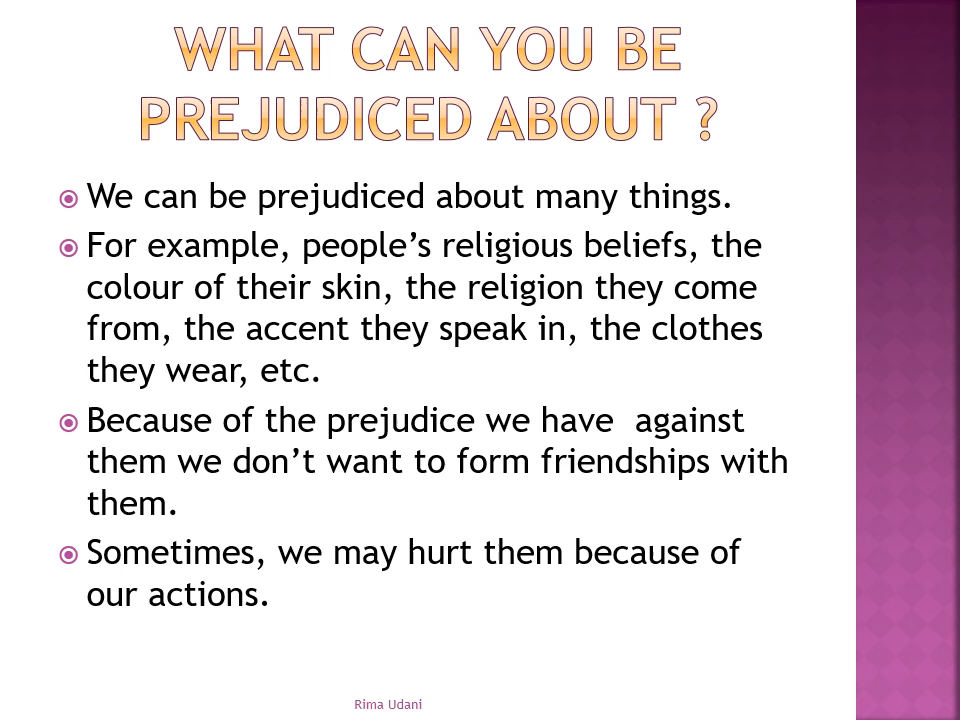 WHAT CAN YOU BE
PREJUDICED ABOUT ?
We can be prejudiced about many things.
For example, people’s religious beliefs, the
colour of their skin, the religion they come
from, the accent they speak in, the clothes
they wear, etc.
Because of the prejudice we have  against
them we don’t want to form friendships with
them.
Sometimes, we may hurt them because of
our actions.
Rima Udani